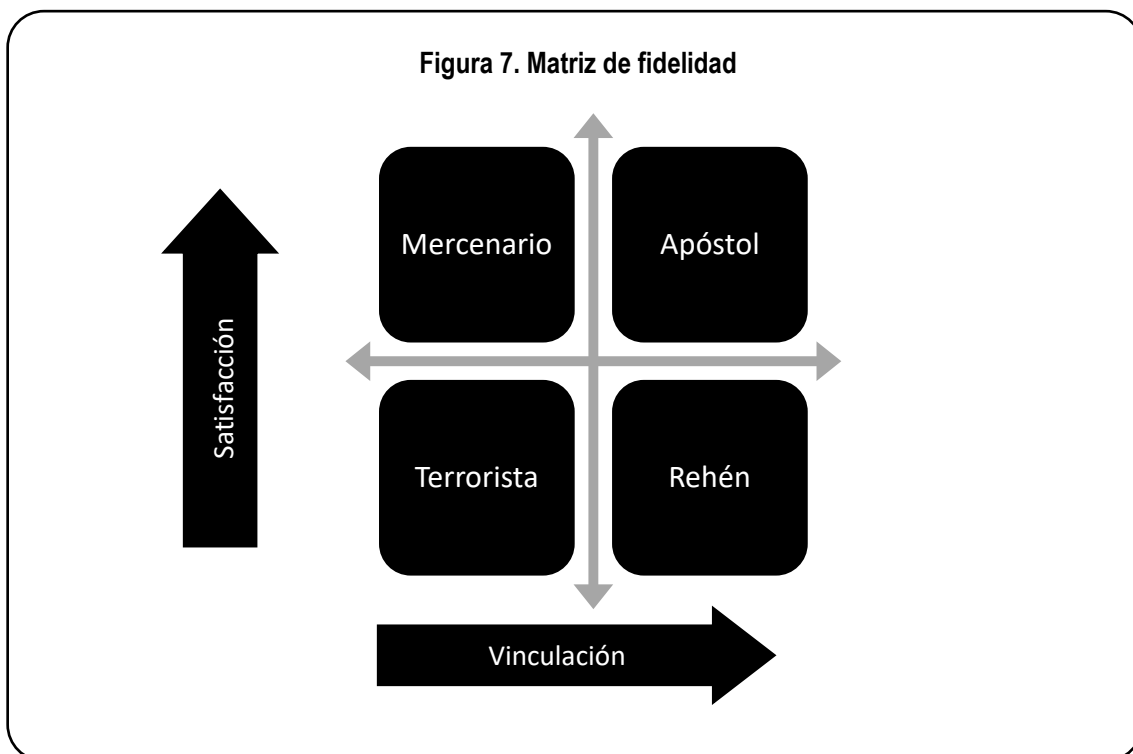 Figura 7. Matriz de fidelidad
Mercenario
Apóstol
Satisfacción
Terrorista
Rehén
Vinculación